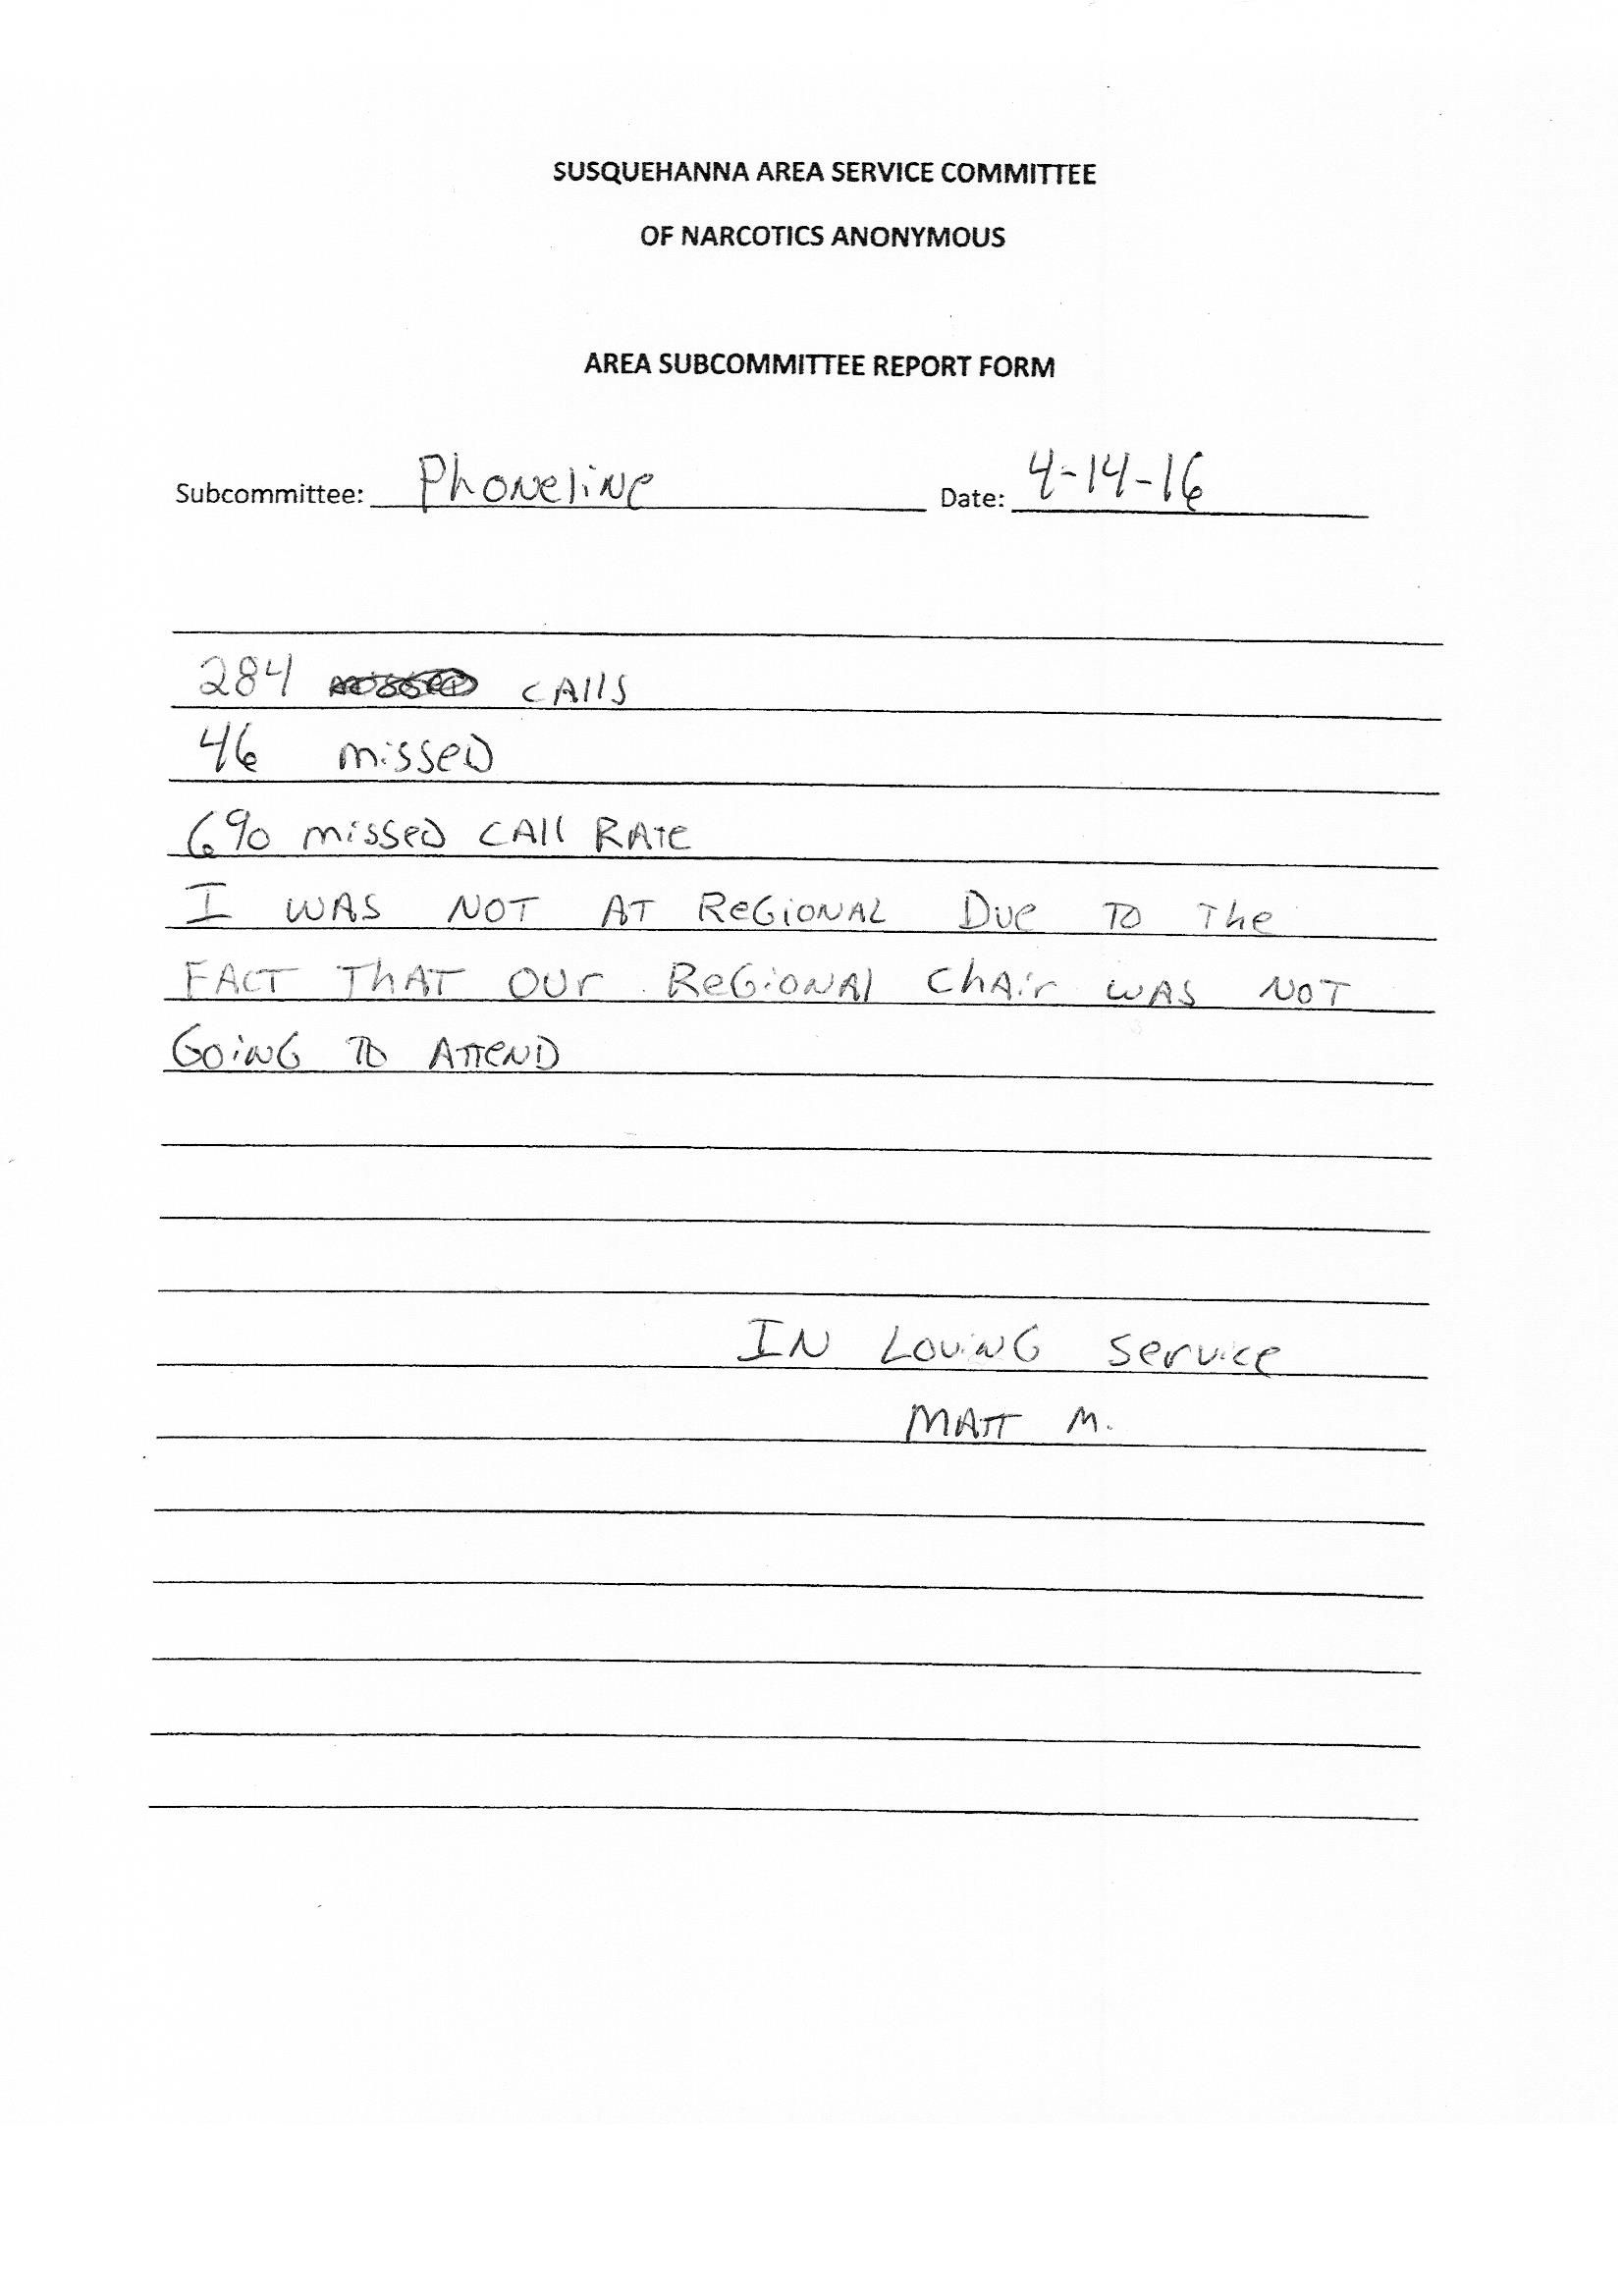 SUSQUEHANNA AREA SERVICE COMMITTEE
OF NARCOTICS ANONYMOUS
AREA SUBCOMMITTEE REPORT FORM
Subcommittee: Phoneline Date: 4-14-16
284 CAllS
46 missed
6% missed CAll RATe
I WAS NOT AT ReGiONAL Due TO The
FACT ThAT OUr ReGiONAl ChAir WAS NOT
GOiNG TO ATTeND
IN LoviNG Service
MATT M.